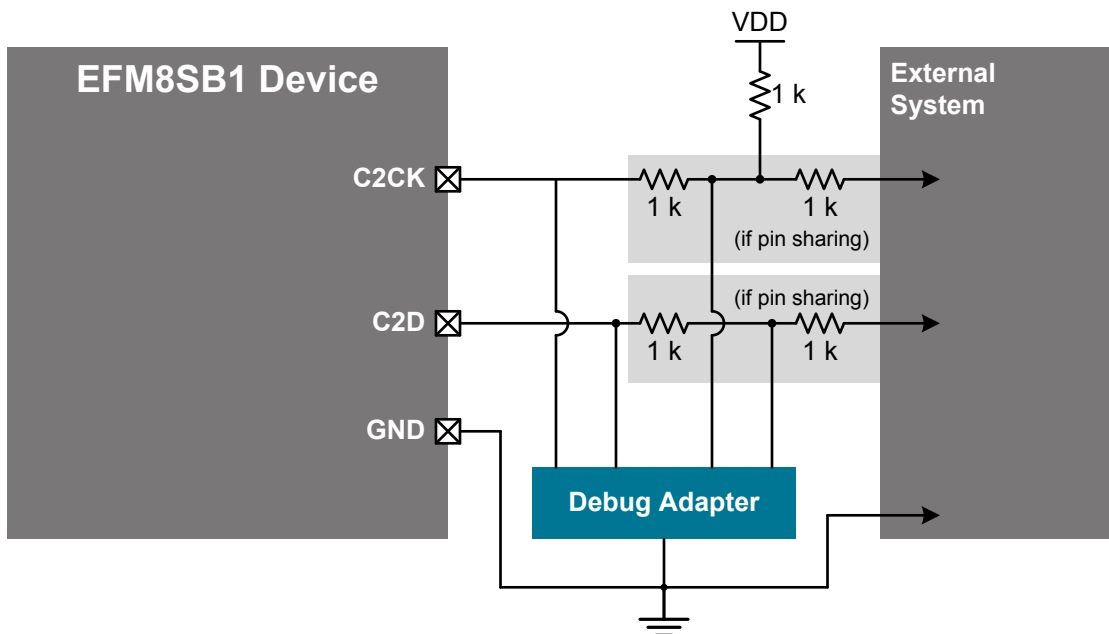 VDD
EFM8SB1 Device
External
System
1 k
C2CK
1 k
1 k
(if pin sharing)
(if pin sharing)
C2D
1 k
1 k
GND
Debug Adapter